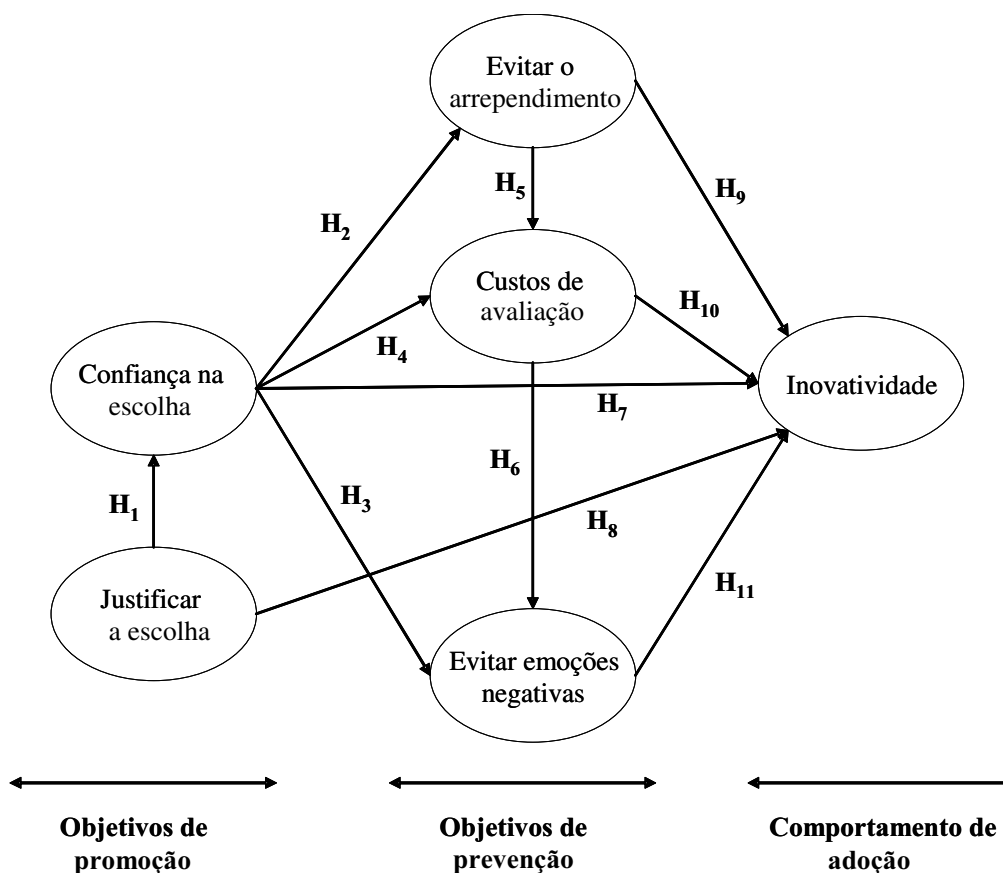 Evitar o
arrependimento
H5
H9
H2
Custos de
avaliação
H10
H4
Confiança na
escolha
Inovatividade
H7
H6
H3
H1
H8
Justificar
a escolha
H11
Evitar emoções
negativas
Objetivos de
promoção
Objetivos de
prevenção
Comportamento de
adoção